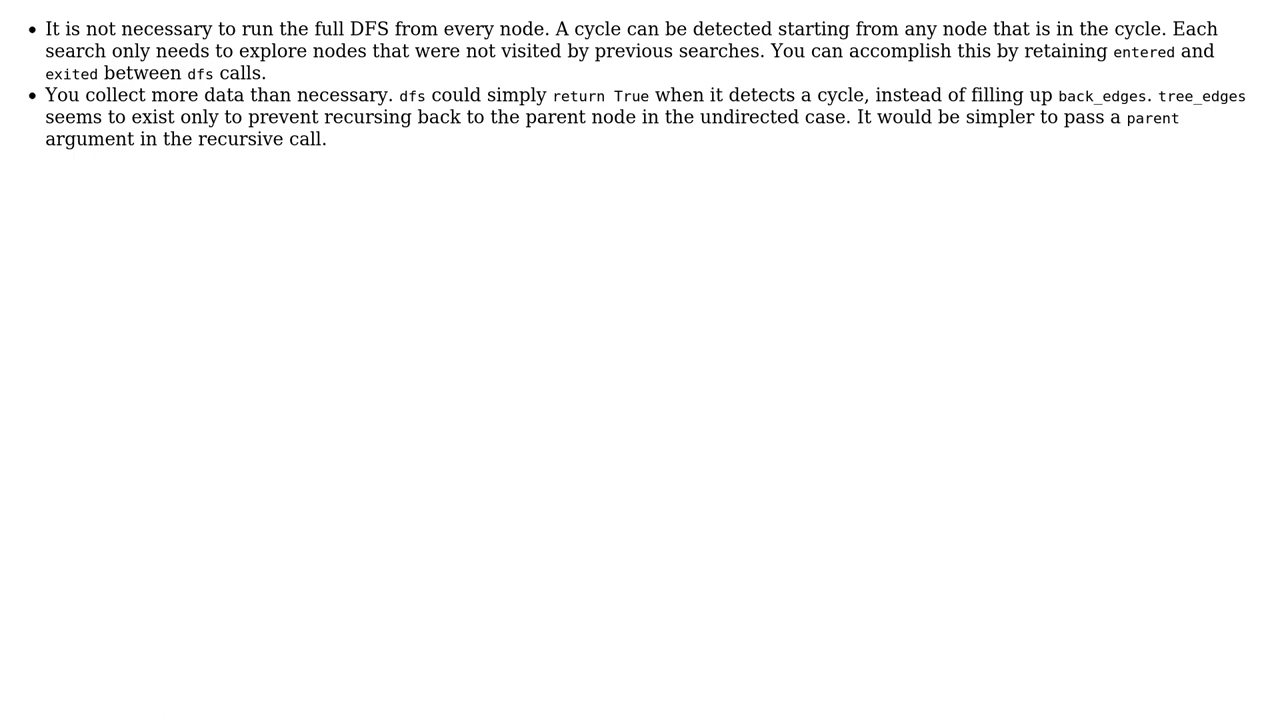 • It is not necessary to run the full DFS from every node. A cycle can be detected starting from any node that is in the cycle. Each
search only needs to explore nodes that were not visited by previous searches. You can accomplish this by retaining entered and
exited between dfs calls.
• You collect more data than necessary. dfs could simply return True when it detects a cycle, instead of filling up back_edges. tree_edges
seems to exist only to prevent recursing back to the parent node in the undirected case. It would be simpler to pass a parent
argument in the recursive call.